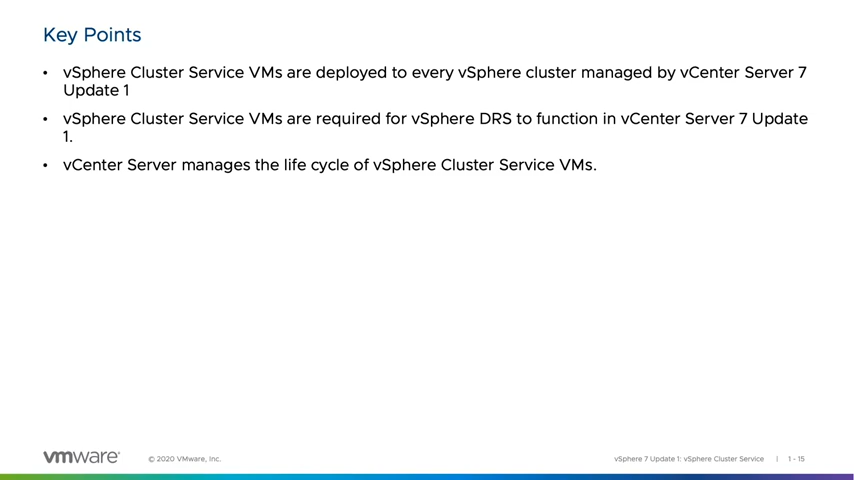 Key Points
• vSphere Cluster Service VMs are deployed to every vSphere cluster managed by vCenter Server 7
Update 1
• vSphere Cluster Service VMs are required for vSphere DRS to function in vCenter Server 7 Update
1.
• vCenter Server manages the life cycle of vSphere Cluster Service VMs.
vmware® © 2020 VMware, Inc. vSphere 7 Update 1: vSphere Cluster Service | 1 - 15